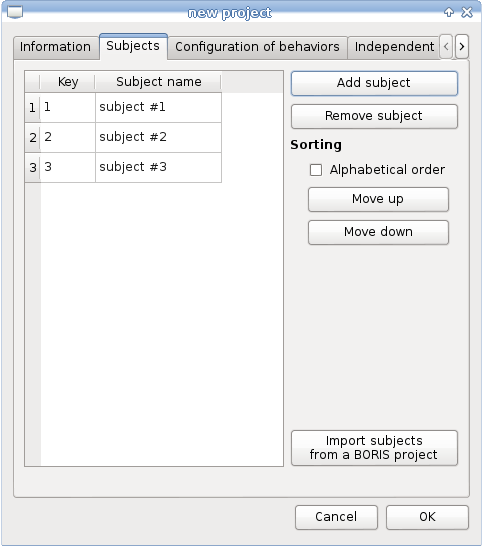 new project
Information Subjects Configuration of behaviors Independent
Key Subject name
1 1 subject #1
2 2 subject #2
3 3 subject #3
Add subject
Remove subject
Sorting
Alphabetical order
Move up
Move down
Import subjects
from a BORIS project
Cancel OK